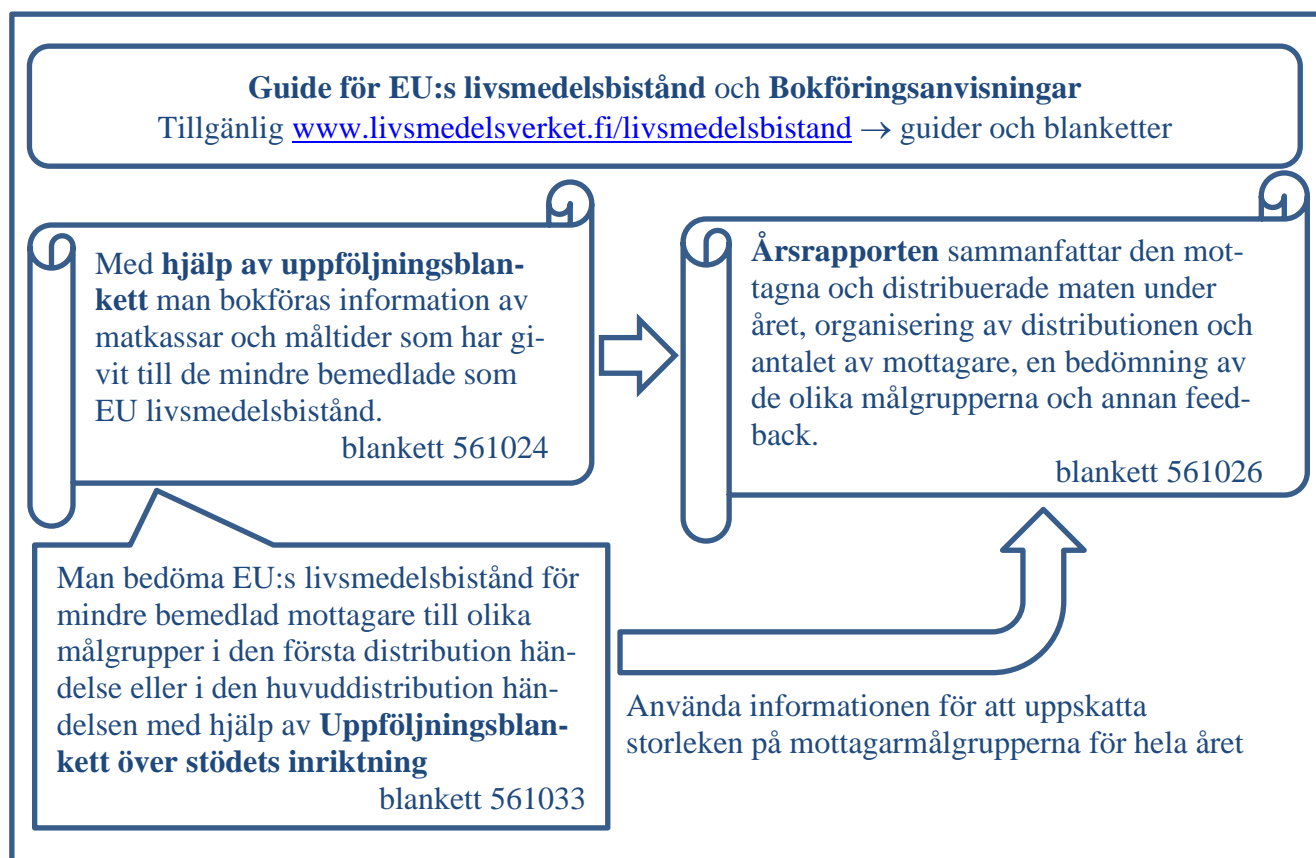 Guide för EU:s livsmedelsbistånd och Bokföringsanvisningar
Tillgänglig www.livsmedelsverket.fi/livsmedelsbistand → guider och blanketter
Med hjälp av uppföljningsblan-
kett man bokföras information av
matkassar och måltider som har gi-
vit till de mindre bemedlade som
EU livsmedelsbistånd.
blankett 561024
Årsrapporten sammanfattar den mot-
tagna och distribuerade maten under
året, organisering av distributionen och
antalet av mottagare, en bedömning av
de olika målgrupperna och annan feed-
back.
blankett 561026
Man bedöma EU:s livsmedelsbistånd för
mindre bemedlad mottagare till olika
målgrupper i den första distribution hän-
delse eller i den huvuddistribution hän-
delsen med hjälp av Uppföljningsblan-
kett över stödets inriktning
blankett 561033
Använda informationen för att uppskatta
storleken på mottagarmålgrupperna för hela året